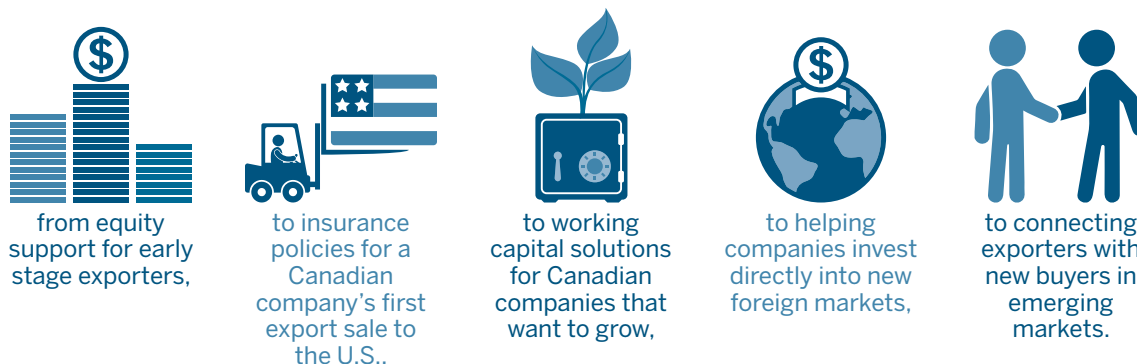 $
from equity
support for early
stage exporters,
to insurance
policies for a
Canadian
company's first
export sale to
the U.S.,
to working
capital solutions
for Canadian
companies that
want to grow,
$
to helping
companies invest
directly into new
foreign markets,
to connecting
exporters with
new buyers in
emerging
markets.